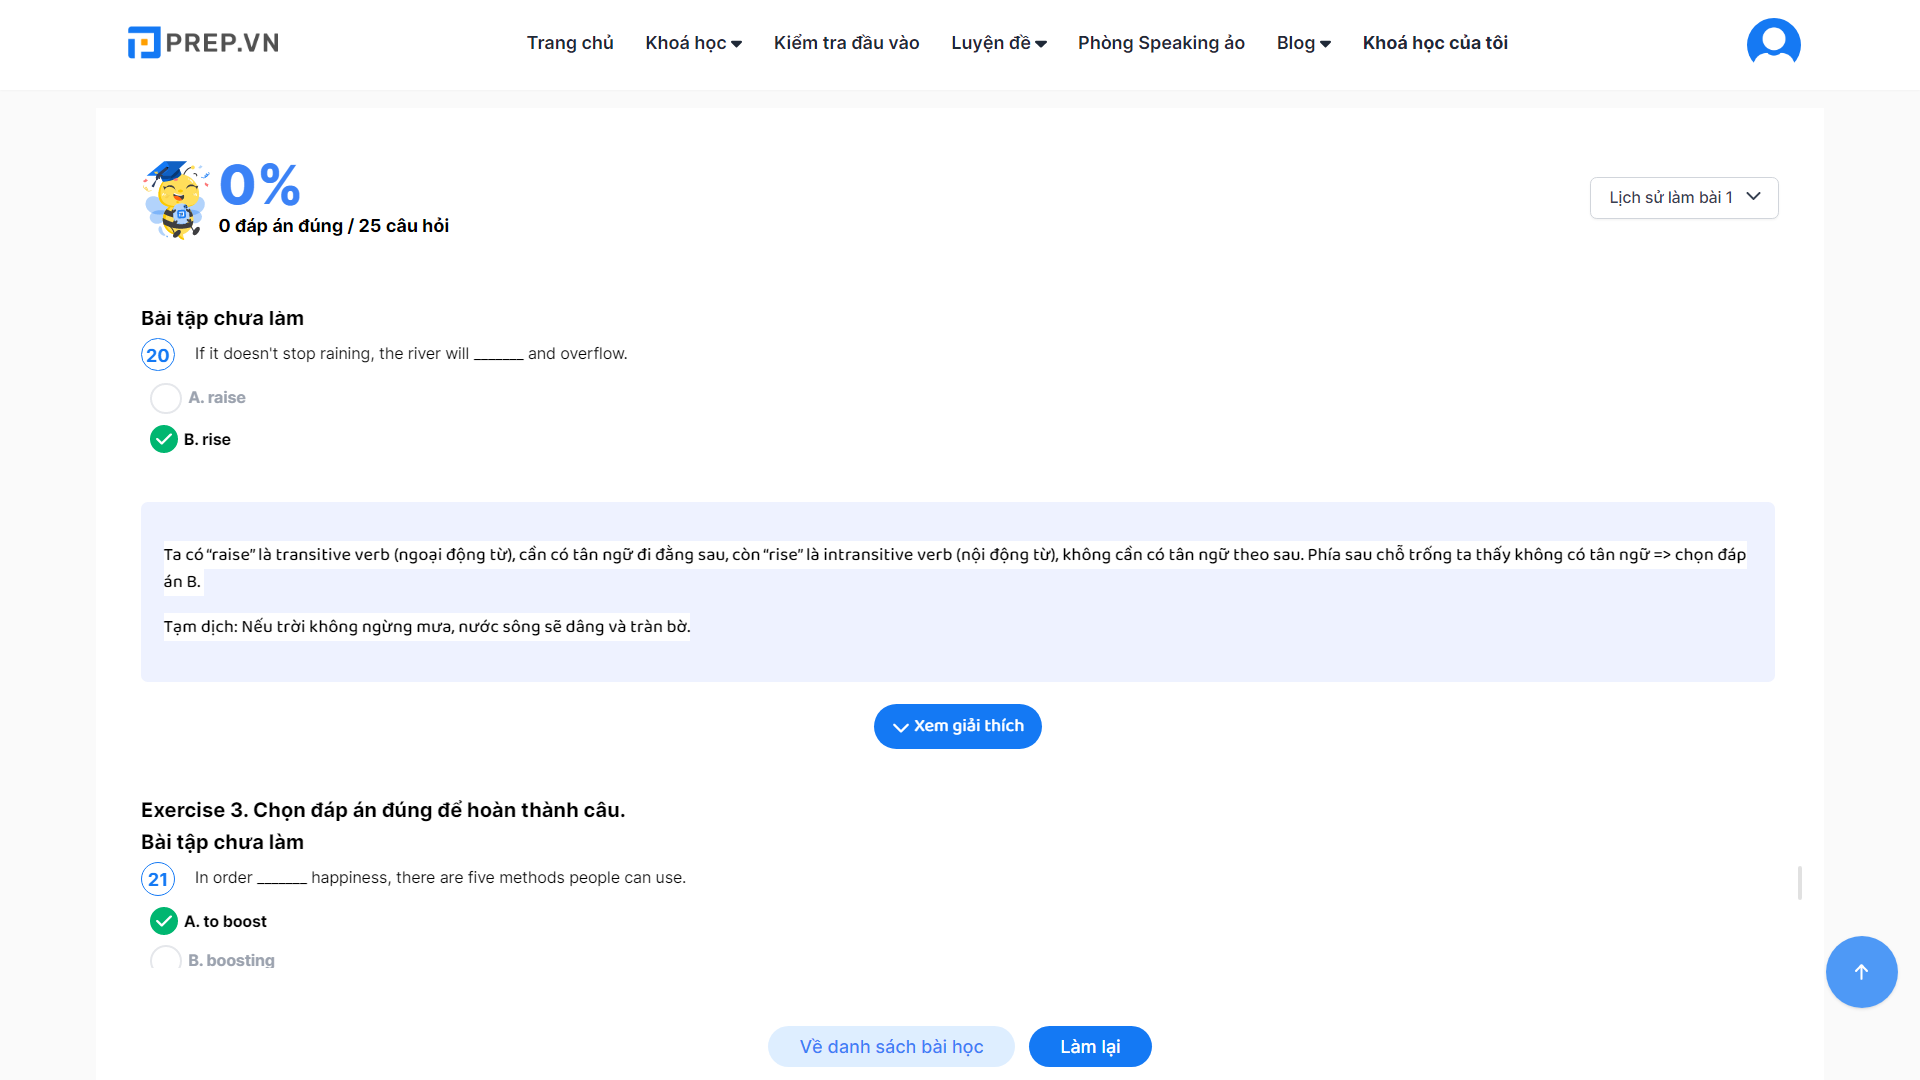 PREP.VN
Trang chủ
Khoá học
Kiểm tra đầu vào
Luyện đề
Phòng Speaking ảo
Blog
Khoá học của tôi
0%
0 đáp án đúng / 25 câu hỏi
Lịch sử làm bài 1
Bài tập chưa làm
20 If it doesn't stop raining, the river will _______ and overflow.
A. raise
B. rise
Ta có “raise” là transitive verb (ngoại động từ), cần có tân ngữ đi đằng sau, còn “rise” là intransitive verb (nội động từ), không cần có tân ngữ theo sau. Phía sau chỗ trống ta thấy không có tân ngữ => chọn đáp
án B.
Tạm dịch: Nếu trời không ngừng mưa, nước sông sẽ dâng và tràn bờ.
Xem giải thích
Exercise 3. Chọn đáp án đúng để hoàn thành câu.
Bài tập chưa làm
21 In order _______ happiness, there are five methods people can use.
A. to boost
B. boosting
Về danh sách bài học
Làm lại